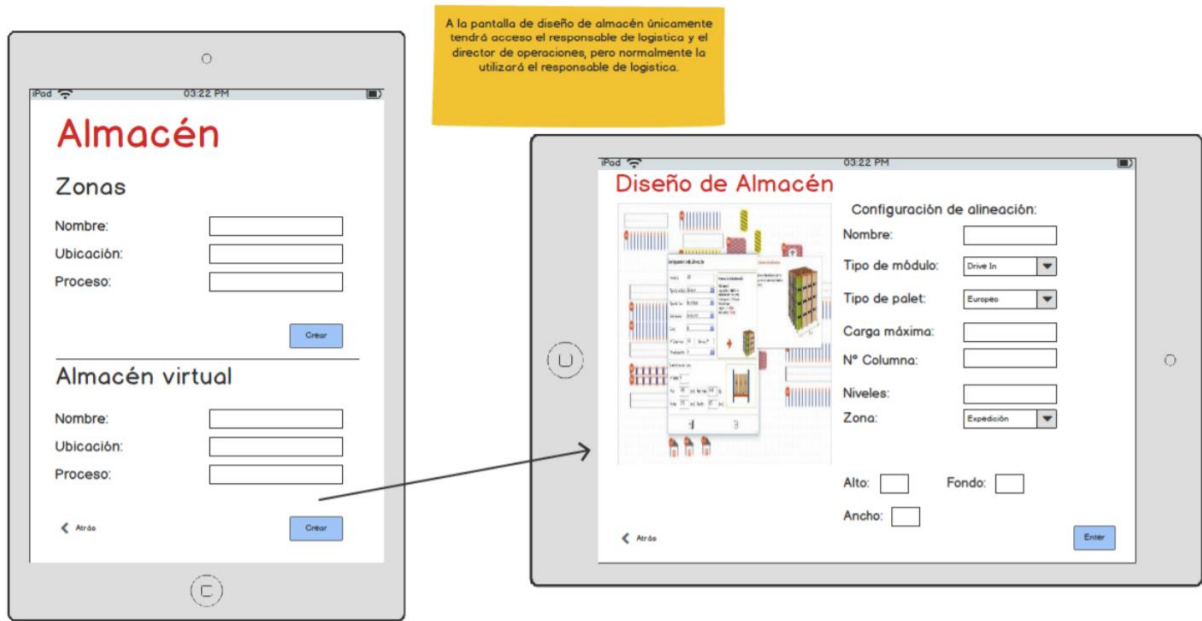 A la pantalla de diseño de almacén únicamente
tendrá acceso el responsable de logistica y el
director de operaciones, pero normalmente la
utilizará el responsable de logistica.
iPad 03:22 PM
Almacén
Zonas
Nombre:
Ubicación:
Proceso:
Crear
Almacén virtual
Nombre:
Ubicación:
Proceso:
Atrás
Crear
iPad 03:22 PM
Diseño de Almacén
Configuración de alineación:
Nombre:
Tipo de módulo: Drive In
Tipo de palet: Europeo
Carga máxima:
Nº Columna:
Niveles:
Zona: Expedición
Alto: Fondo:
Ancho:
Atrás
Enter